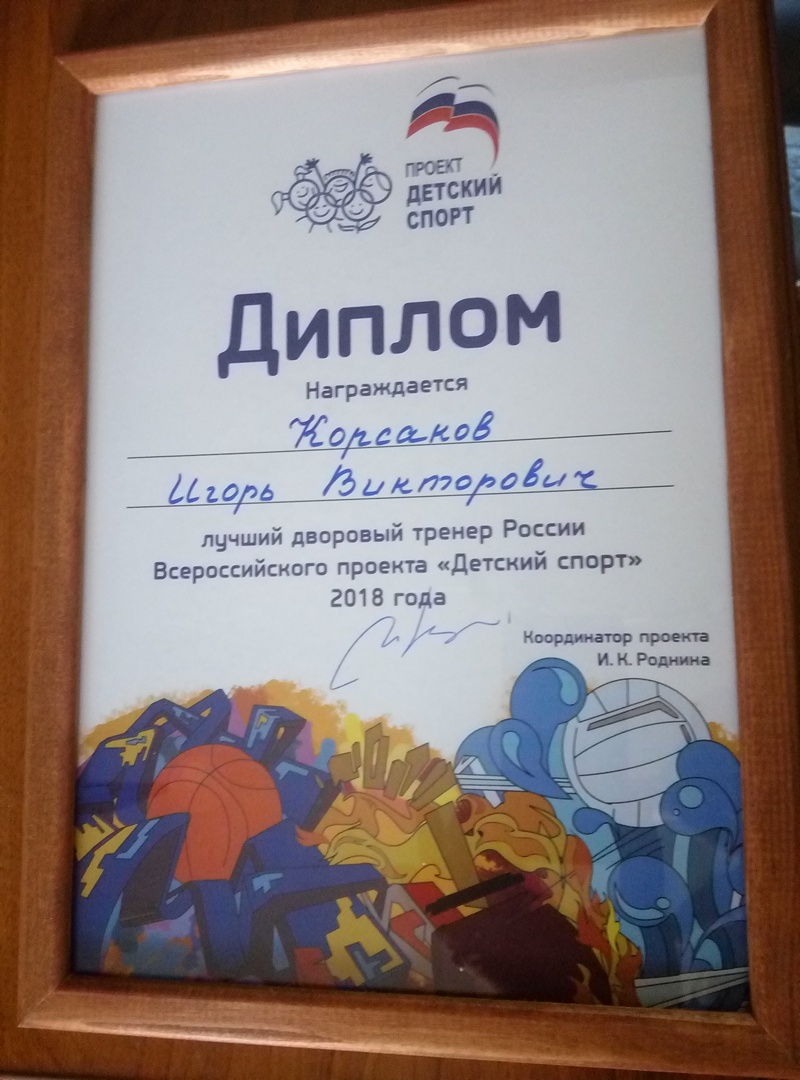 ПРОЕКТ
ДЕТСКИЙ
СПОРТ
Диплом
Награждается
Корсаков
Игорь Викторович
лучший дворовый тренер России
Всероссийского проекта «Детский спорт»
2018 года
Координатор проекта
И. К. Роднина